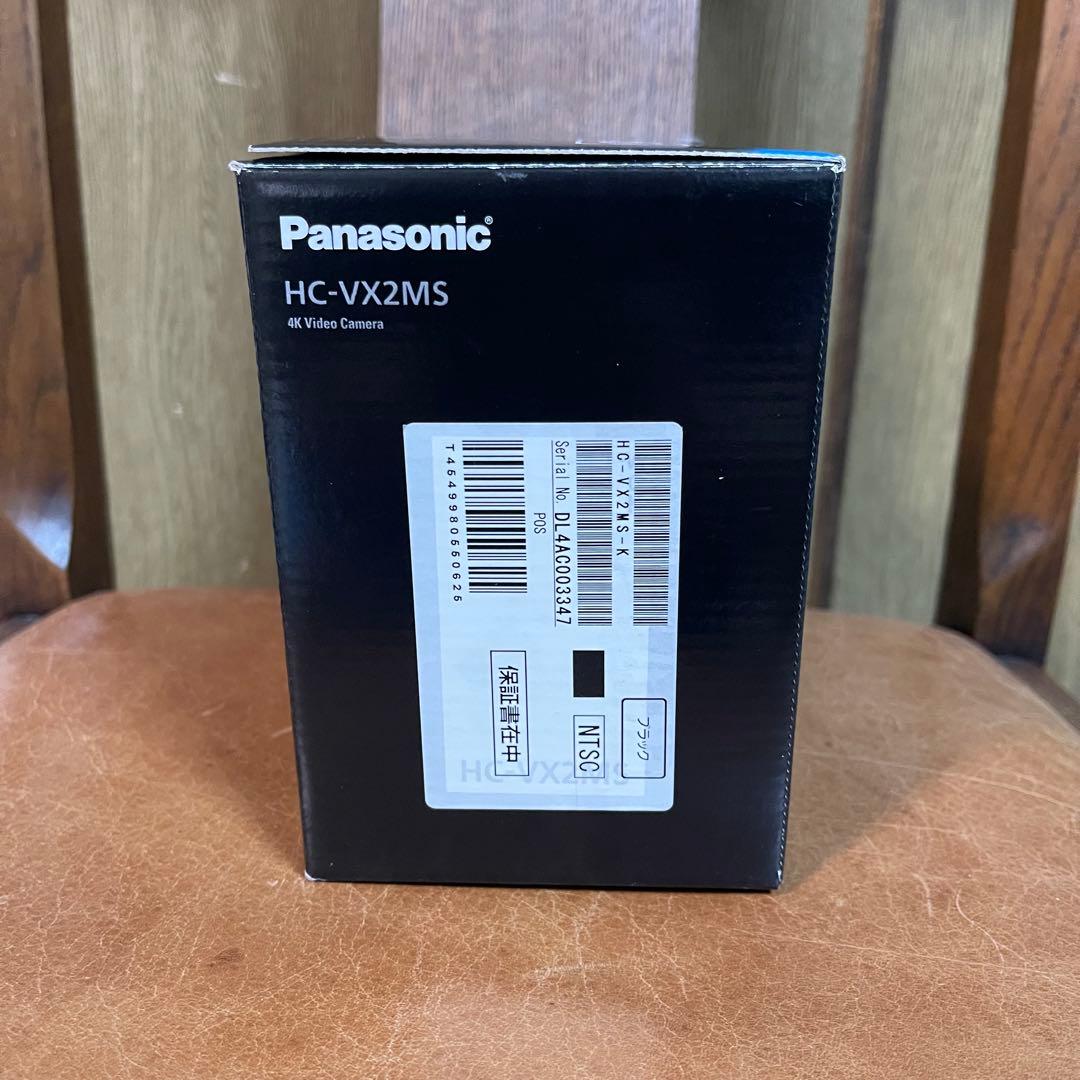 Panasonic®
HC-VX2MS
4K Video Camera
HC-VX2MS-K
Serial No DL4AC003347
POS
T4549980550625
ブラック
NTSC
保証書在中
HC-VX2MS